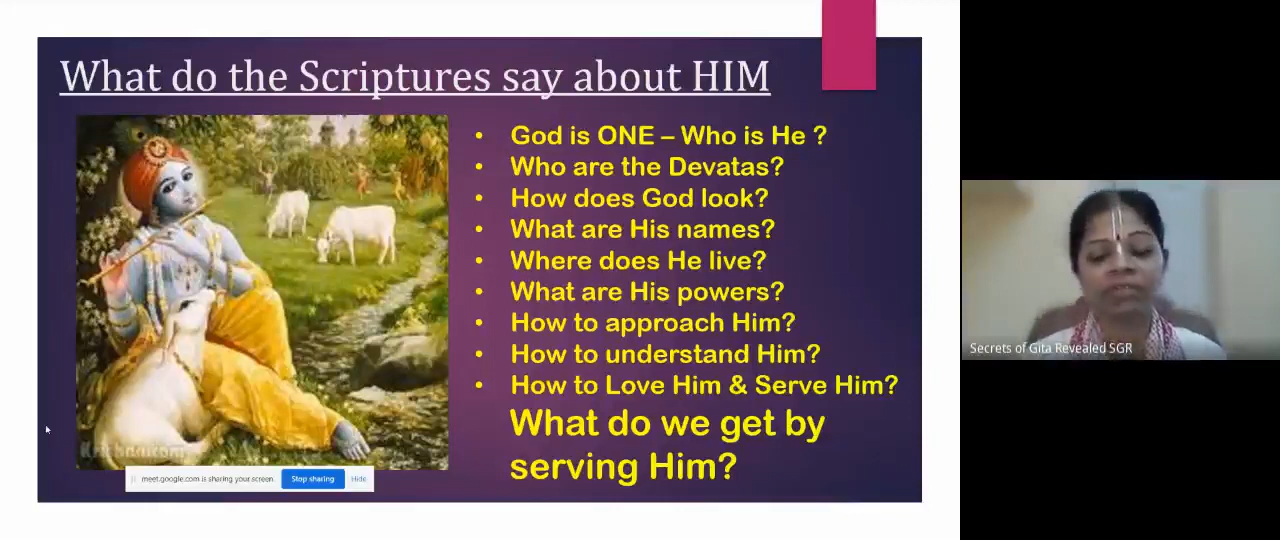 What do the Scriptures say about HIM
• God is ONE – Who is He ?
• Who are the Devatas?
• How does God look?
• What are His names?
• Where does He live?
• What are His powers?
• How to approach Him?
• How to understand Him?
• How to Love Him & Serve Him?
What do we get by
serving Him?
Krishna.com
meet.google.com is sharing your screen. Stop sharing Hide
Secrets of Gita Revealed SGR